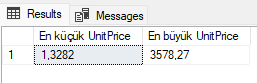 Results Messages
En küçük UnitPrice En büyük UnitPrice
1 1,3282 3578,27